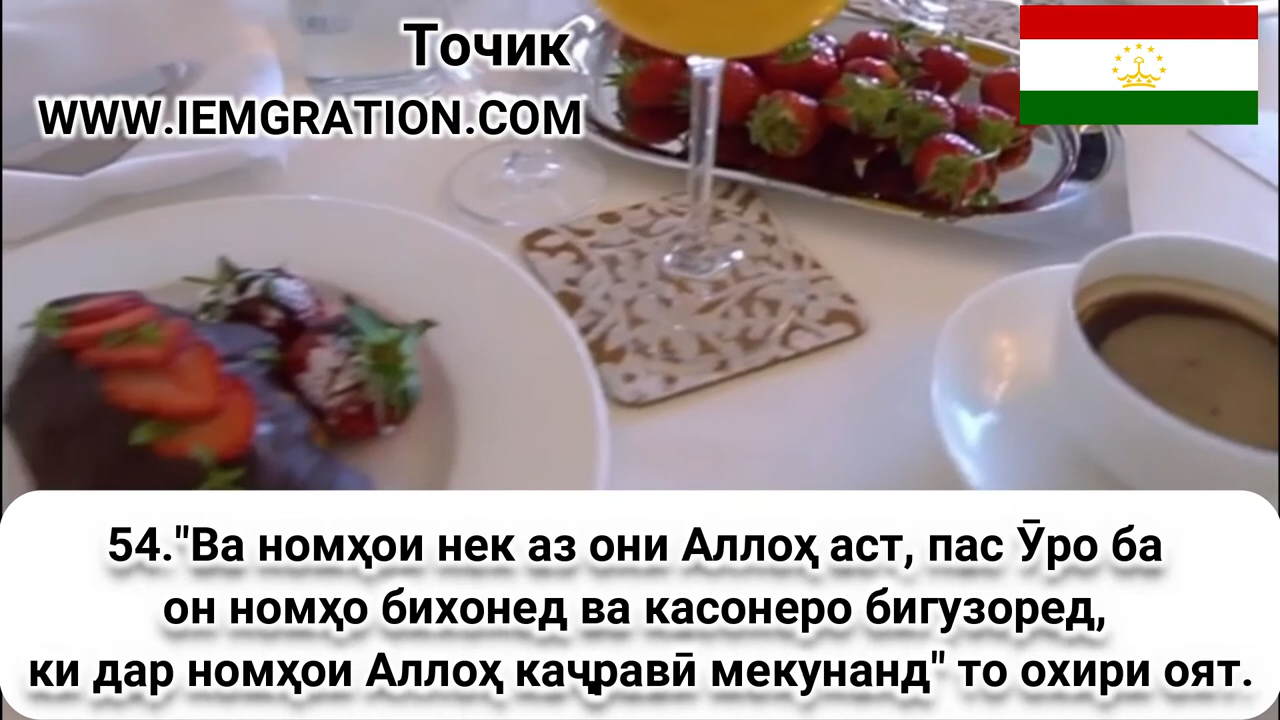 Точик
WWW.IEMGRATION.COM
54."Ва номҳои нек аз они Аллоҳ аст, пас Ӯро ба
он номҳо бихонед ва касонеро бигузоред,
ки дар номҳои Аллоҳ каҷравӣ мекунанд" то охири оят.